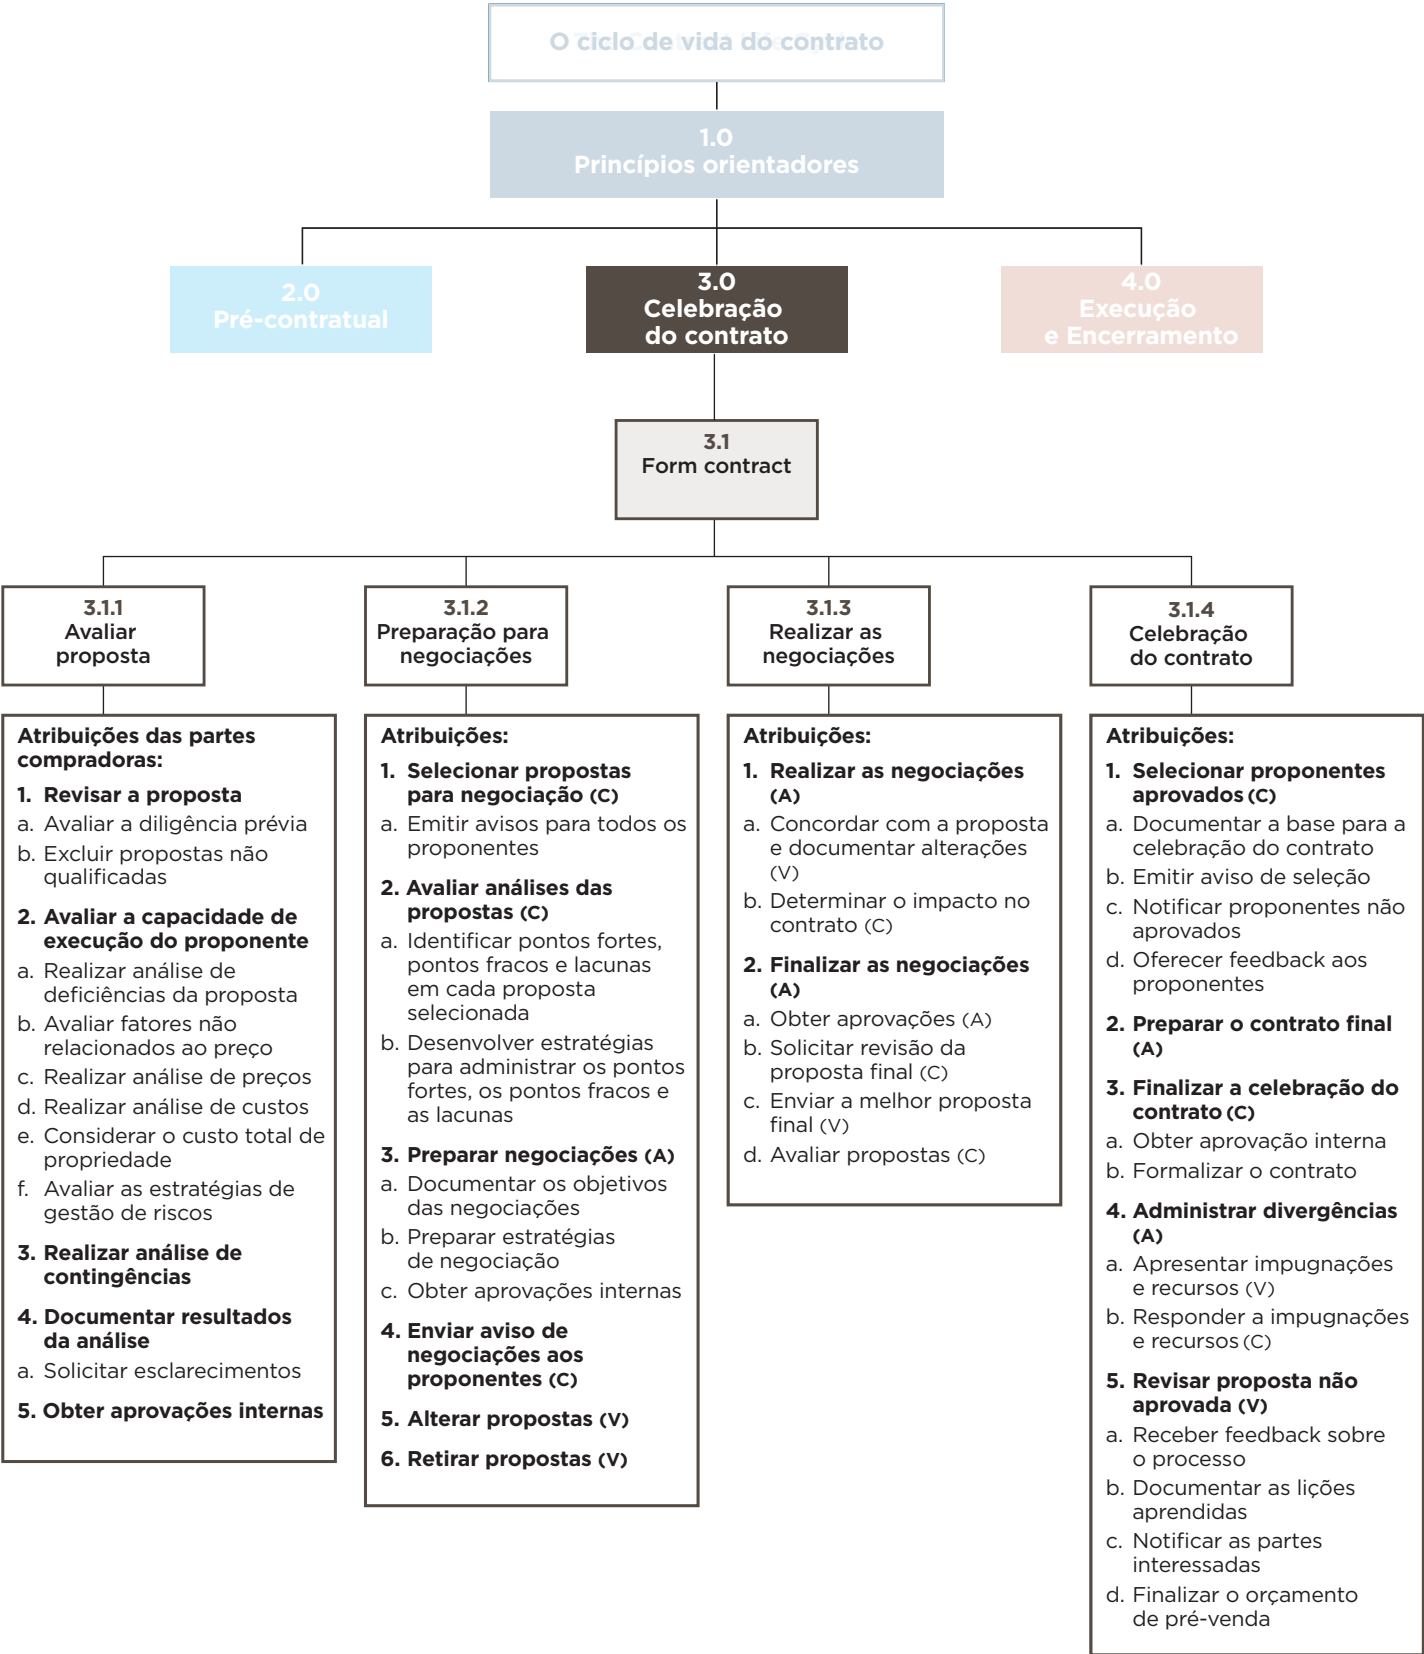 O ciclo de vida do contrato
1.0
Princípios orientadores
2.0
Pré-contratual
3.0
Celebração
do contrato
4.0
Execução
e Encerramento
3.1
Form contract
3.1.1
Avaliar
proposta
3.1.2
Preparação para
negociações
3.1.3
Realizar as
negociações
3.1.4
Celebração
do contrato
Atribuições das partes
compradoras:
1. Revisar a proposta
a. Avaliar a diligência prévia
b. Excluir propostas não
qualificadas
2. Avaliar a capacidade de
execução do proponente
a. Realizar análise de
deficiências da proposta
b. Avaliar fatores não
relacionados ao preço
c. Realizar análise de preços
d. Realizar análise de custos
e. Considerar o custo total de
propriedade
f. Avaliar as estratégias de
gestão de riscos
3. Realizar análise de
contingências
4. Documentar resultados
da análise
a. Solicitar esclarecimentos
5. Obter aprovações internas
Atribuições:
1. Selecionar propostas
para negociação (C)
a. Emitir avisos para todos os
proponentes
2. Avaliar análises das
propostas (C)
a. Identificar pontos fortes,
pontos fracos e lacunas
em cada proposta
selecionada
b. Desenvolver estratégias
para administrar os pontos
fortes, os pontos fracos e
as lacunas
3. Preparar negociações (A)
a. Documentar os objetivos
das negociações
b. Preparar estratégias
de negociação
c. Obter aprovações internas
4. Enviar aviso de
negociações aos
proponentes (C)
5. Alterar propostas (V)
6. Retirar propostas (V)
Atribuições:
1. Realizar as negociações
(A)
a. Concordar com a proposta
e documentar alterações
(V)
b. Determinar o impacto no
contrato (C)
2. Finalizar as negociações
(A)
a. Obter aprovações (A)
b. Solicitar revisão da
proposta final (C)
c. Enviar a melhor proposta
final (V)
d. Avaliar propostas (C)
Atribuições:
1. Selecionar proponentes
aprovados (C)
a. Documentar a base para a
celebração do contrato
b. Emitir aviso de seleção
c. Notificar proponentes não
aprovados
d. Oferecer feedback aos
proponentes
2. Preparar o contrato final
(A)
3. Finalizar a celebração do
contrato (C)
a. Obter aprovação interna
b. Formalizar o contrato
4. Administrar divergências
(A)
a. Apresentar impugnações
e recursos (V)
b. Responder a impugnações
e recursos (C)
5. Revisar proposta não
aprovada (V)
a. Receber feedback sobre
o processo
b. Documentar as lições
aprendidas
c. Notificar as partes
interessadas
d. Finalizar o orçamento
de pré-venda